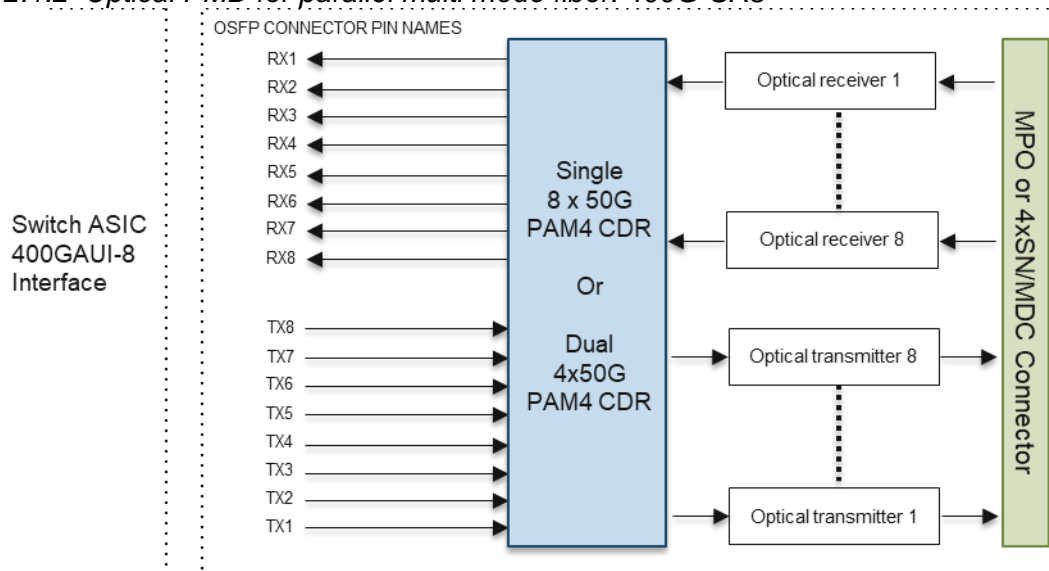 OSFP CONNECTOR PIN NAMES
RX1
RX2
RX3
RX4
RX5
RX6
RX7
RX8
TX8
TX7
TX6
TX5
TX4
TX3
TX2
TX1
Switch ASIC
400GAUI-8
Interface
Single
8 x 50G
PAM4 CDR
Or
Dual
4x50G
PAM4 CDR
Optical receiver 1
Optical receiver 8
Optical transmitter 8
Optical transmitter 1
MPO or 4xSN/MDC Connector